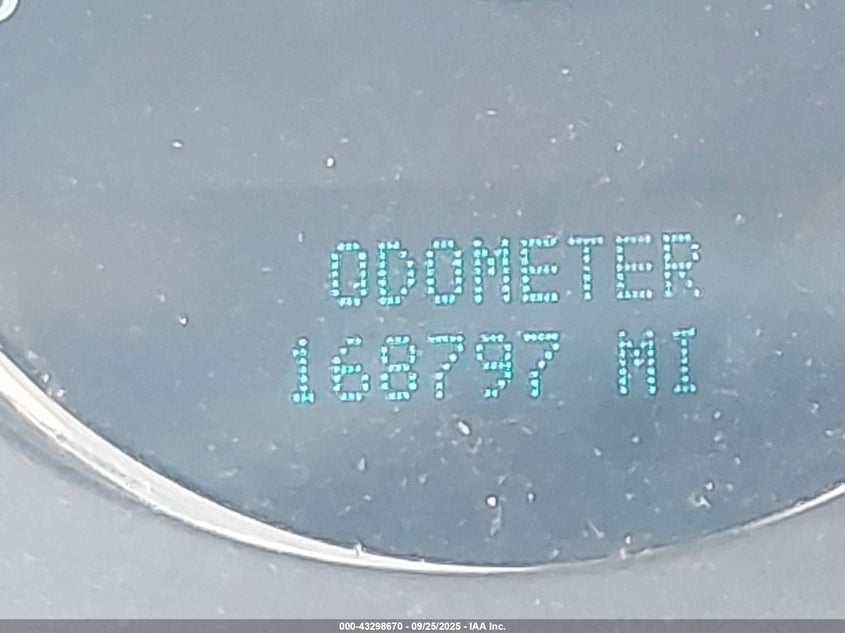 ODOMETER
168797 MI
000-43298670 - 09/25/2025 - IAA Inc.